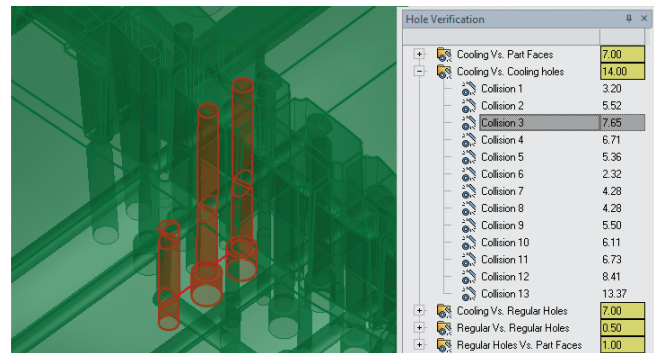 Hole Verification
Cooling Vs. Part Faces 7.00
Cooling Vs. Cooling holes 14.00
Collision 1 3.20
Collision 2 5.52
Collision 3 7.65
Collision 4 6.71
Collision 5 5.36
Collision 6 2.32
Collision 7 4.28
Collision 8 4.28
Collision 9 5.50
Collision 10 6.11
Collision 11 6.73
Collision 12 8.41
Collision 13 13.37
Cooling Vs. Regular Holes 7.00
Regular Vs. Regular Holes 0.50
Regular Holes Vs. Part Faces 1.00